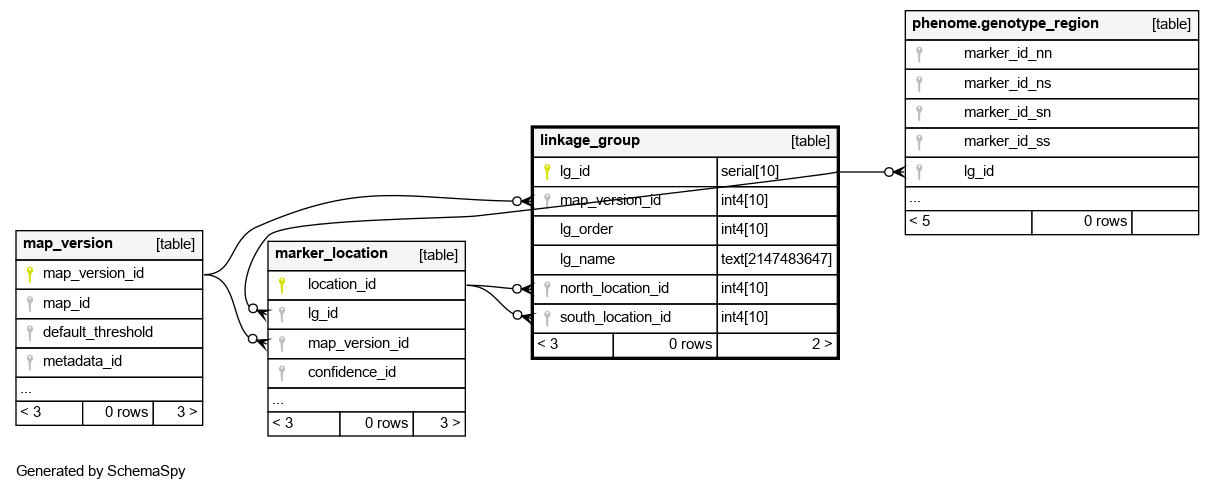 phenome.genotype_region [table]
marker_id_nn
marker_id_ns
marker_id_sn
marker_id_ss
lg_id
...
< 5 0 rows
linkage_group [table]
lg_id serial[10]
map_version_id int4[10]
lg_order int4[10]
lg_name text[2147483647]
north_location_id int4[10]
south_location_id int4[10]
< 3 0 rows 2 >
map_version [table]
map_version_id
map_id
default_threshold
metadata_id
...
< 3 0 rows 3 >
marker_location [table]
location_id
lg_id
map_version_id
confidence_id
...
< 3 0 rows 3 >
Generated by SchemaSpy